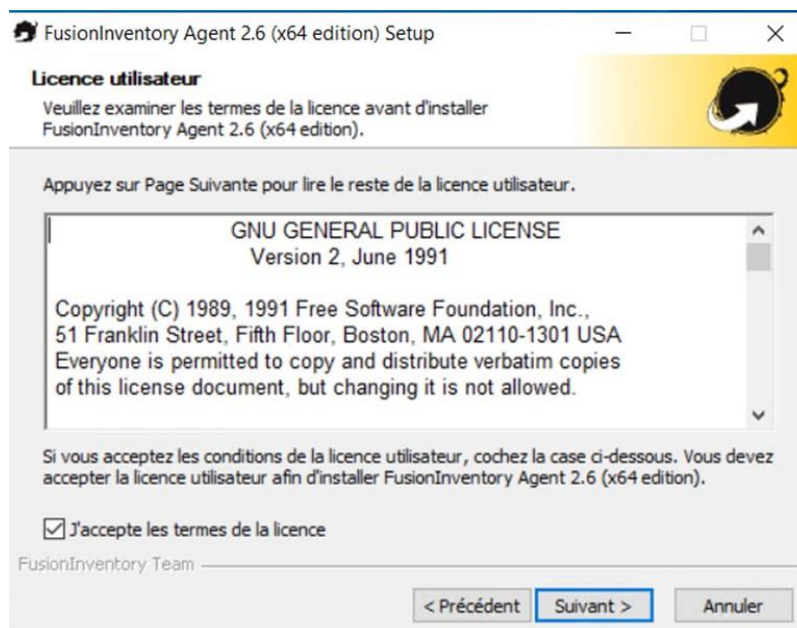 FusionInventory Agent 2.6 (x64 edition) Setup
Licence utilisateur
Veuillez examiner les termes de la licence avant d'installer
FusionInventory Agent 2.6 (x64 edition).
Appuyez sur Page Suivante pour lire le reste de la licence utilisateur.
GNU GENERAL PUBLIC LICENSE
Version 2, June 1991
Copyright (C) 1989, 1991 Free Software Foundation, Inc.,
51 Franklin Street, Fifth Floor, Boston, MA 02110-1301 USA
Everyone is permitted to copy and distribute verbatim copies
of this license document, but changing it is not allowed.
Si vous acceptez les conditions de la licence utilisateur, cochez la case ci-dessous. Vous devez
accepter la licence utilisateur afin d'installer FusionInventory Agent 2.6 (x64 edition).
J'accepte les termes de la licence
FusionInventory Team
< Précédent Suivant > Annuler